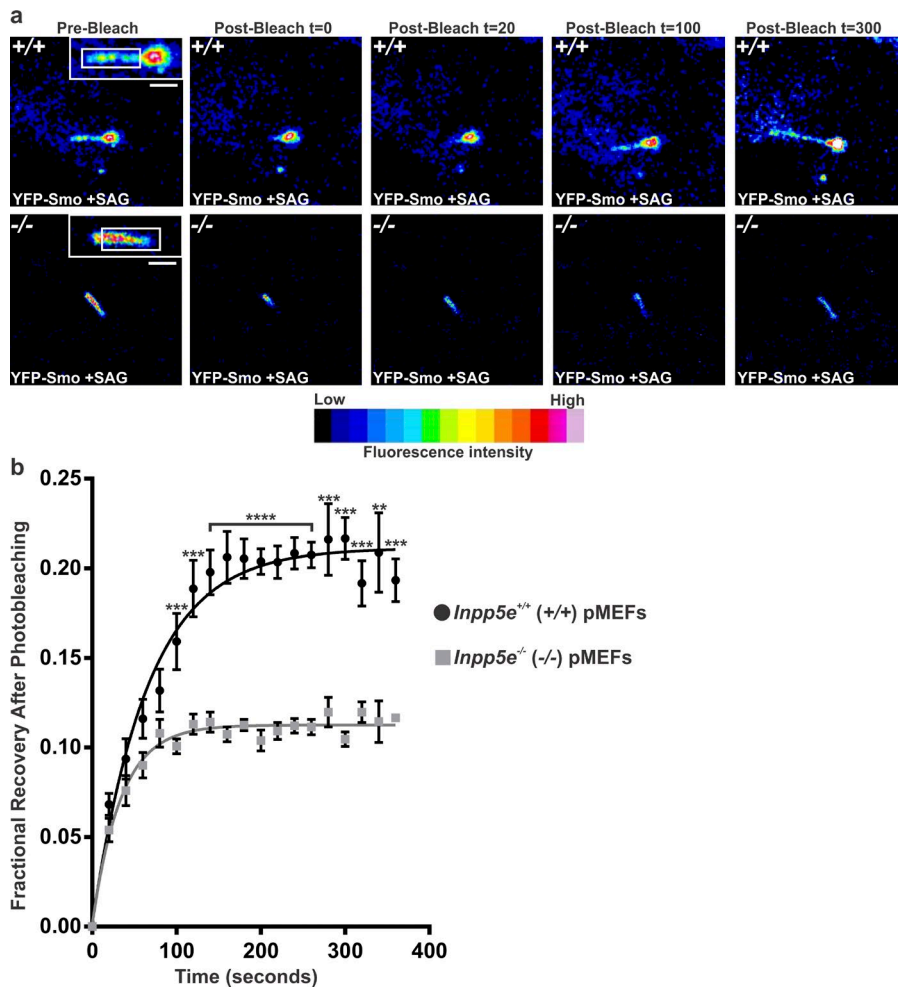 a
Pre-Bleach Post-Bleach t=0 Post-Bleach t=20 Post-Bleach t=100 Post-Bleach t=300
+/+ +/+ +/+ +/+ +/+
YFP-Smo +SAG YFP-Smo +SAG YFP-Smo +SAG YFP-Smo +SAG YFP-Smo +SAG
-/- -/- -/- -/- -/-
YFP-Smo +SAG YFP-Smo +SAG YFP-Smo +SAG YFP-Smo +SAG YFP-Smo +SAG
Low High
Fluorescence intensity
b
Fractional Recovery After Photobleaching
0.25
0.20
0.15
0.10
0.05
0.00
*** **** *** *** *** ** ***
***
Inpp5e+/+ (+/+) pMEFs
Inpp5e-/- (-/-) pMEFs
0 100 200 300 400
Time (seconds)